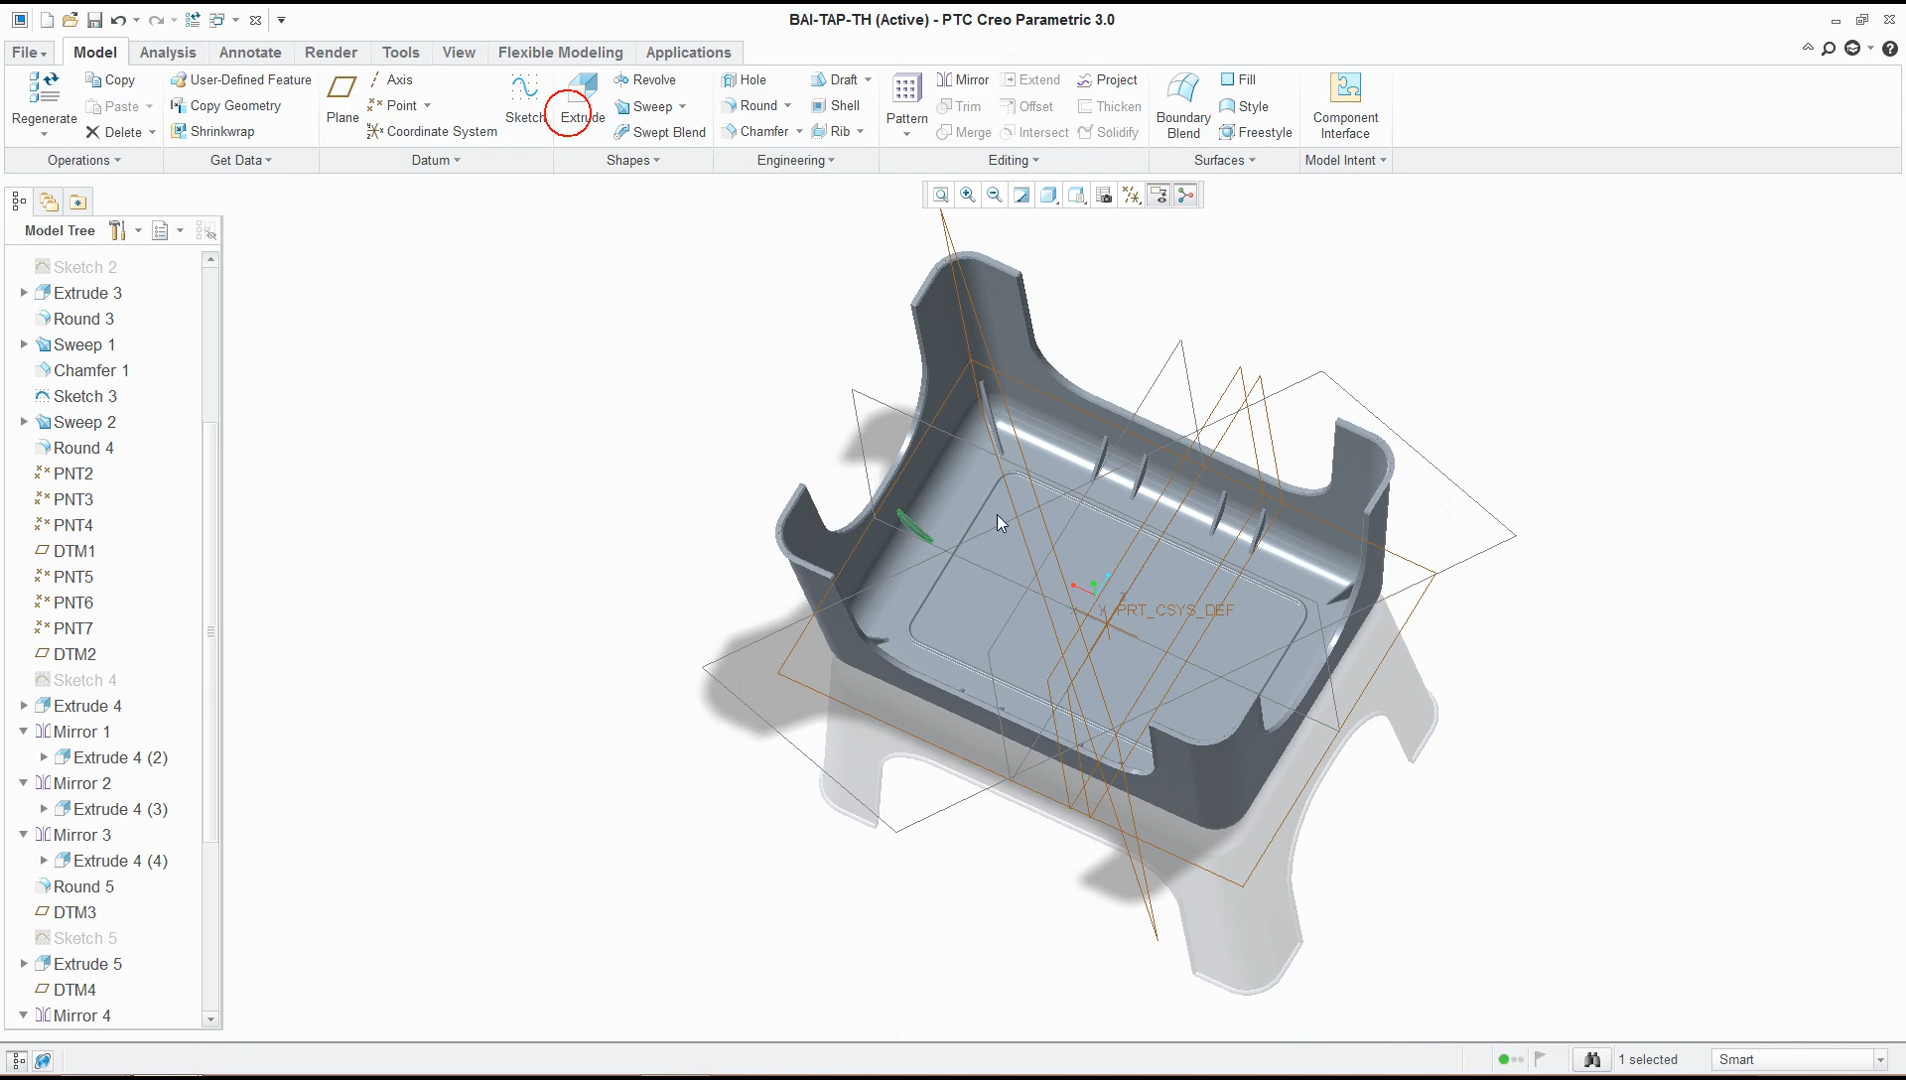 BAI-TAP-TH (Active) - PTC Creo Parametric 3.0
File Model Analysis Annotate Render Tools View Flexible Modeling Applications
Regenerate
Copy
Paste
Delete
Operations
User-Defined Feature
Copy Geometry
Shrinkwrap
Get Data
Plane
Axis
Point
Coordinate System
Sketch
Datum
Extrude
Revolve
Sweep
Swept Blend
Shapes
Hole
Round
Chamfer
Draft
Shell
Rib
Engineering
Pattern
Mirror
Trim
Merge
Extend
Offset
Intersect
Project
Thicken
Solidify
Editing
Boundary
Blend
Fill
Style
Freestyle
Surfaces
Component
Interface
Model Intent
Model Tree
Sketch 2
Extrude 3
Round 3
Sweep 1
Chamfer 1
Sketch 3
Sweep 2
Round 4
PNT2
PNT3
PNT4
DTM1
PNT5
PNT6
PNT7
DTM2
Sketch 4
Extrude 4
Mirror 1
Extrude 4 (2)
Mirror 2
Extrude 4 (3)
Mirror 3
Extrude 4 (4)
Round 5
DTM3
Sketch 5
Extrude 5
DTM4
Mirror 4
PRT_CSYS_DEF
1 selected
Smart